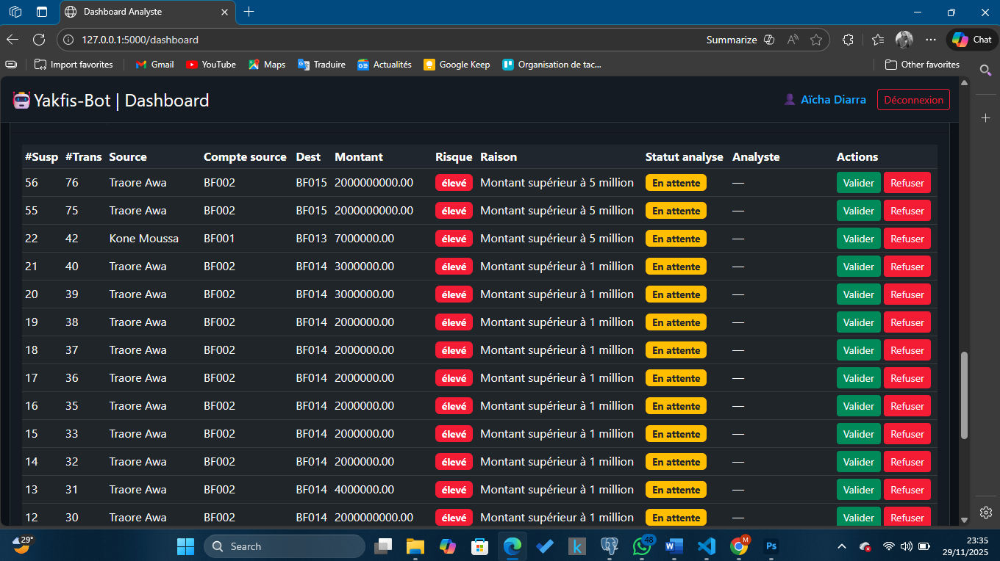 Dashboard Analyste
127.0.0.1:5000/dashboard
Summarize
Chat
Import favorites
Gmail
YouTube
Maps
Traduire
Actualités
Google Keep
Organisation de tac...
Other favorites
Yakfis-Bot | Dashboard
Aïcha Diarra
Déconnexion
#Susp #Trans Source Compte source Dest Montant Risque Raison Statut analyse Analyste Actions
56 76 Traore Awa BF002 BF015 2000000000.00 élevé Montant supérieur à 5 million En attente — Valider Refuser
55 75 Traore Awa BF002 BF015 2000000000.00 élevé Montant supérieur à 5 million En attente — Valider Refuser
22 42 Kone Moussa BF001 BF013 7000000.00 élevé Montant supérieur à 5 million En attente — Valider Refuser
21 40 Traore Awa BF002 BF014 3000000.00 élevé Montant supérieur à 1 million En attente — Valider Refuser
20 39 Traore Awa BF002 BF014 3000000.00 élevé Montant supérieur à 1 million En attente — Valider Refuser
19 38 Traore Awa BF002 BF014 2000000.00 élevé Montant supérieur à 1 million En attente — Valider Refuser
18 37 Traore Awa BF002 BF014 2000000.00 élevé Montant supérieur à 1 million En attente — Valider Refuser
17 36 Traore Awa BF002 BF014 2000000.00 élevé Montant supérieur à 1 million En attente — Valider Refuser
16 35 Traore Awa BF002 BF014 2000000.00 élevé Montant supérieur à 1 million En attente — Valider Refuser
15 33 Traore Awa BF002 BF014 2000000.00 élevé Montant supérieur à 1 million En attente — Valider Refuser
14 32 Traore Awa BF002 BF014 2000000.00 élevé Montant supérieur à 1 million En attente — Valider Refuser
13 31 Traore Awa BF002 BF014 4000000.00 élevé Montant supérieur à 1 million En attente — Valider Refuser
12 30 Traore Awa BF002 BF014 2000000000.00 élevé Montant supérieur à 1 million En attente — Valider Refuser
29°
Search
k
48
W
M
Ps
23:35
29/11/2025